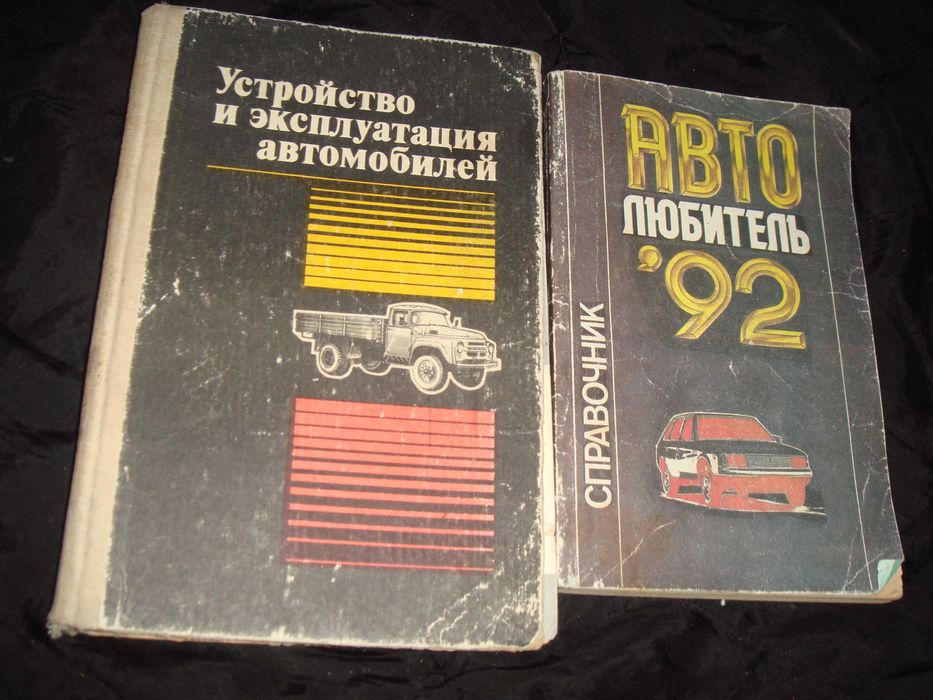 Устройство
и эксплуатация
автомобилей
АВТО
ЛЮБИТЕЛЬ
'92
СПРАВОЧНИК